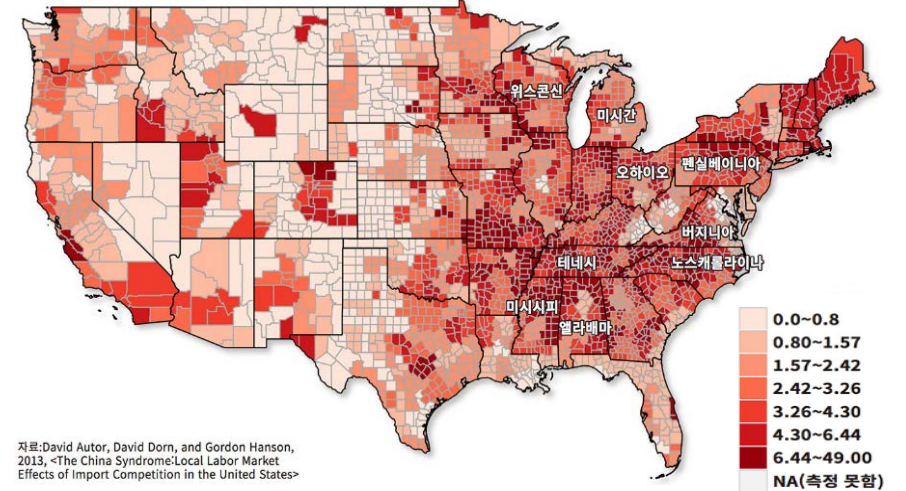 위스콘신
미시간
오하이오
펜실베이니아
버지니아
테네시
노스캐롤라이나
미시시피
앨라배마
0.0~0.8
0.80~1.57
1.57~2.42
2.42~3.26
3.26~4.30
4.30~6.44
6.44~49.00
NA(측정 못함)
자료:David Autor, David Dorn, and Gordon Hanson,
2013, <The China Syndrome:Local Labor Market
Effects of Import Competition in the United States>